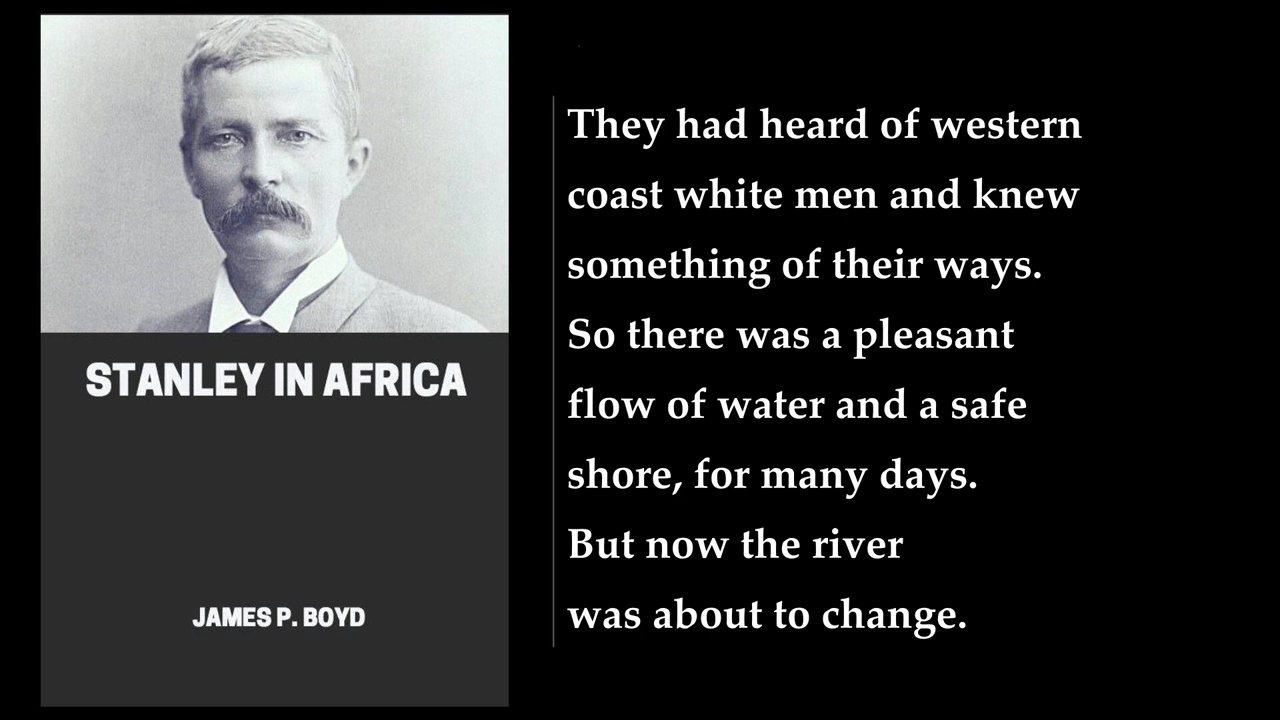 STANLEY IN AFRICA
JAMES P. BOYD
They had heard of western
coast white men and knew
something of their ways.
So there was a pleasant
flow of water and a safe
shore, for many days.
But now the river
was about to change.